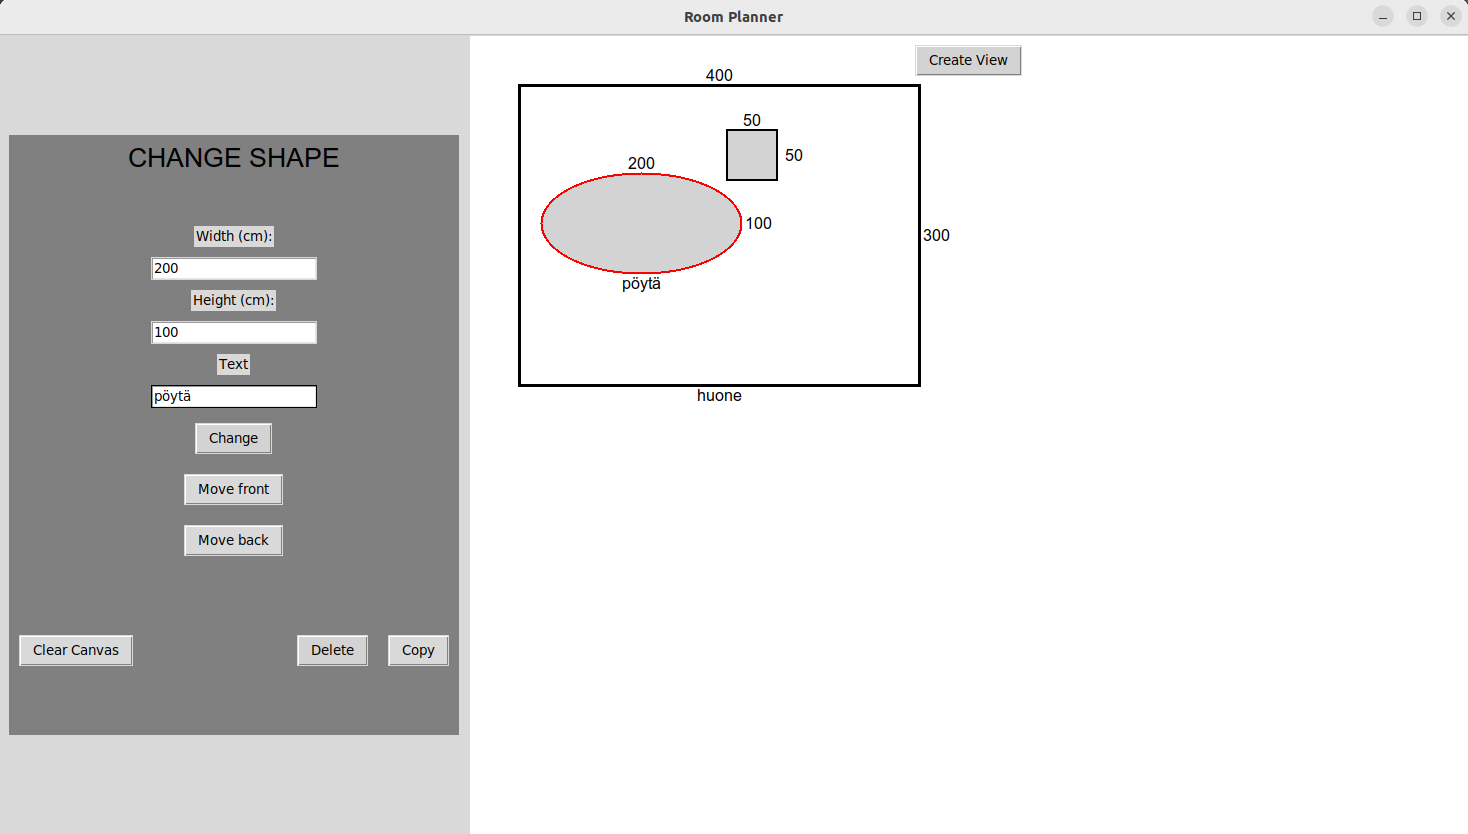 Room Planner
CHANGE SHAPE
Width (cm):
200
Height (cm):
100
Text
pöytä
Change
Move front
Move back
Clear Canvas
Delete
Copy
Create View
400
50
50
200
100
300
pöytä
huone